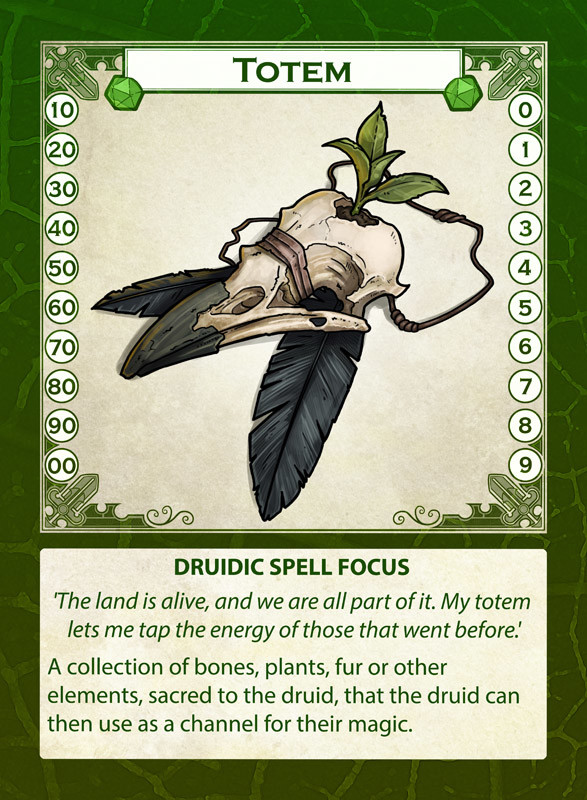 TOTEM
10 0
20 1
30 2
40 3
50 4
60 5
70 6
80 7
90 8
00 9
DRUIDIC SPELL FOCUS
'The land is alive, and we are all part of it. My totem
lets me tap the energy of those that went before.'
A collection of bones, plants, fur or other
elements, sacred to the druid, that the druid can
then use as a channel for their magic.